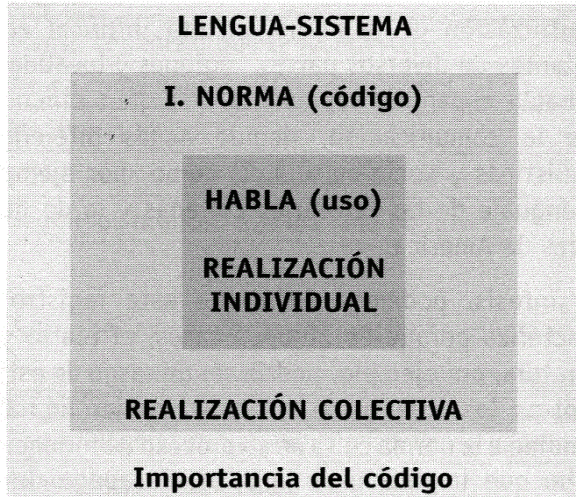 LENGUA-SISTEMA
I. NORMA (código)
HABLA (uso)
REALIZACIÓN
INDIVIDUAL
REALIZACIÓN COLECTIVA
Importancia del código